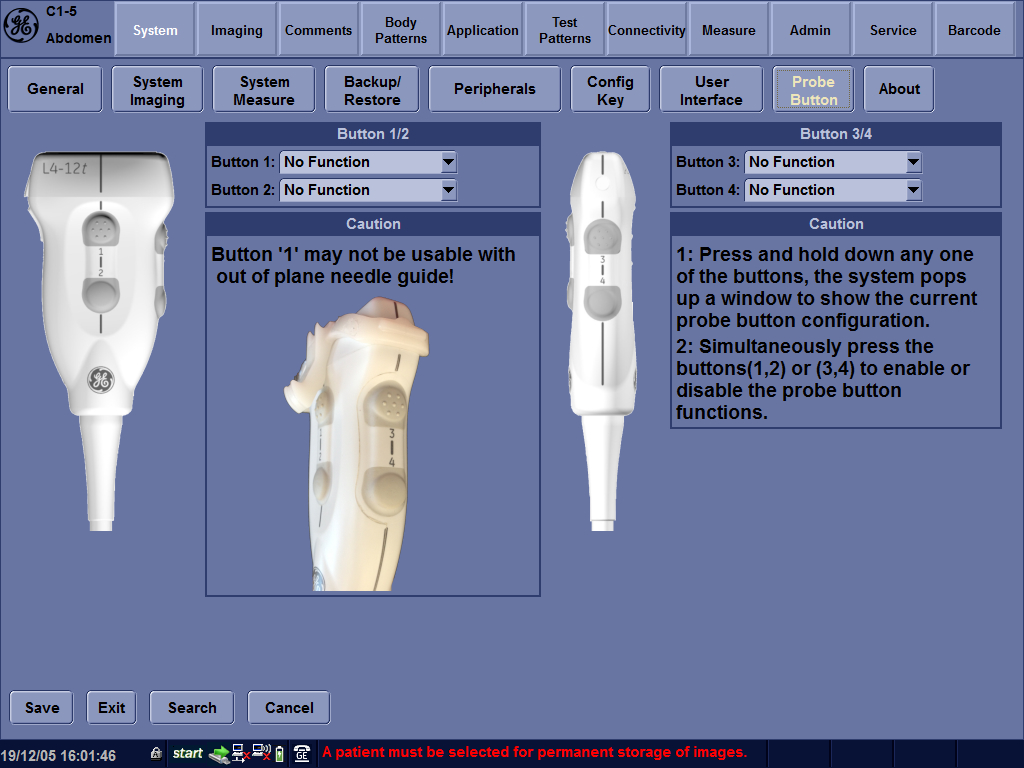 C1-5
Abdomen
System
Imaging
Comments
Body
Patterns
Application
Test
Patterns
Connectivity
Measure
Admin
Service
Barcode
General
System
Imaging
System
Measure
Backup/
Restore
Peripherals
Config
Key
User
Interface
Probe
Button
About
L4-12t
1
2
Button 1/2
Button 1: No Function
Button 2: No Function
Caution
Button '1' may not be usable with
out of plane needle guide!
3
4
3
4
Button 3/4
Button 3: No Function
Button 4: No Function
Caution
1: Press and hold down any one
of the buttons, the system pops
up a window to show the current
probe button configuration.
2: Simultaneously press the
buttons(1,2) or (3,4) to enable or
disable the probe button
functions.
Save
Exit
Search
Cancel
19/12/05 16:01:46
start
GE
A patient must be selected for permanent storage of images.